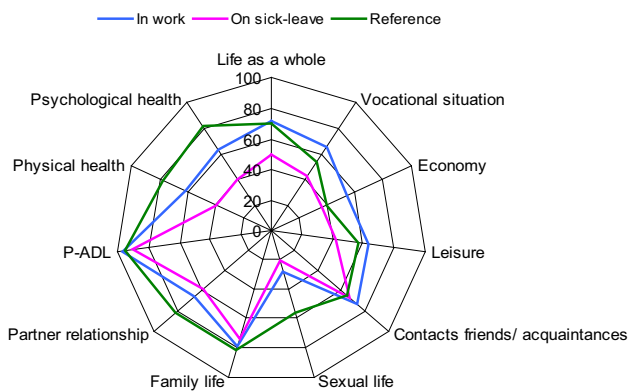 In work On sick-leave Reference
Life as a whole
100
Psychological health Vocational situation
80
60
Physical health Economy
40
20
0
P-ADL Leisure
Partner relationship Contacts friends/ acquaintances
Family life Sexual life